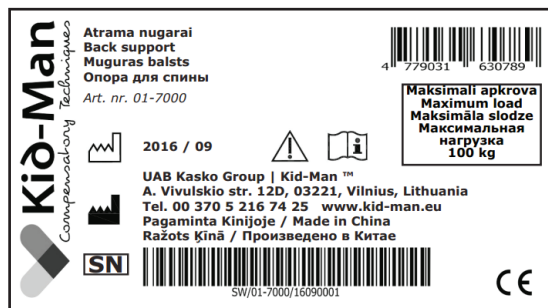 Kid-Man
Compensatory Techniques
Atrama nugarai
Back support
Muguras balsts
Опора для спины
Art. nr. 01-7000
4 779031 630789
Maksimali apkrova
Maximum load
Maksimāla slodze
Максимальная
нагрузка
100 kg
2016 / 09
UAB Kasko Group | Kid-Man ™
A. Vivulskio str. 12D, 03221, Vilnius, Lithuania
Tel. 00 370 5 216 74 25 www.kid-man.eu
Pagaminta Kinijoje / Made in China
Ražots Ķīnā / Произведено в Китае
SN
SW/01-7000/16090001
CE